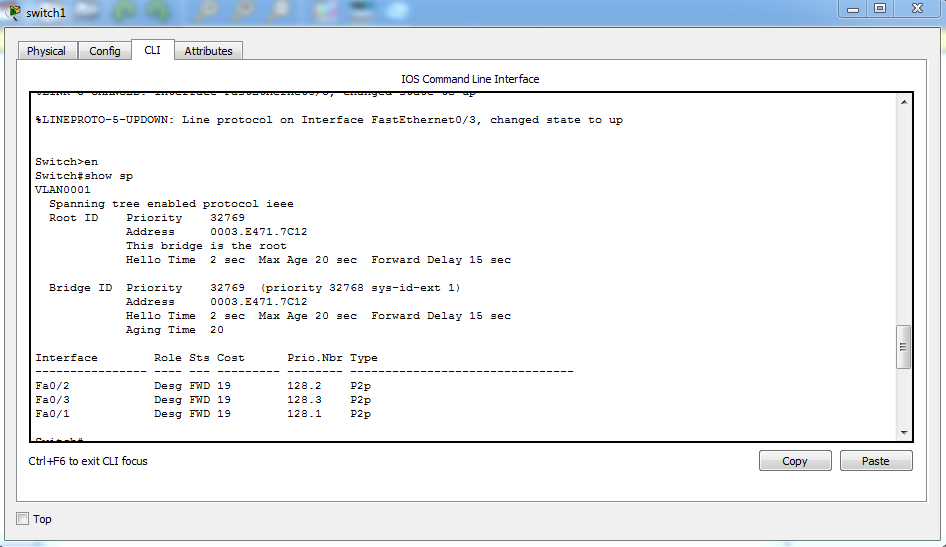 switch1
Physical Config CLI Attributes
IOS Command Line Interface
%LINEPROTO-5-UPDOWN: Line protocol on Interface FastEthernet0/3, changed state to up
Switch>en
Switch#show sp
VLAN0001
Spanning tree enabled protocol ieee
Root ID Priority 32769
Address 0003.E471.7C12
This bridge is the root
Hello Time 2 sec Max Age 20 sec Forward Delay 15 sec
Bridge ID Priority 32769 (priority 32768 sys-id-ext 1)
Address 0003.E471.7C12
Hello Time 2 sec Max Age 20 sec Forward Delay 15 sec
Aging Time 20
Interface Role Sts Cost Prio.Nbr Type
---------------- ---- --- --------- -------- --------------------------------
Fa0/2 Desg FWD 19 128.2 P2p
Fa0/3 Desg FWD 19 128.3 P2p
Fa0/1 Desg FWD 19 128.1 P2p
Switch#
Ctrl+F6 to exit CLI focus
Copy Paste
Top